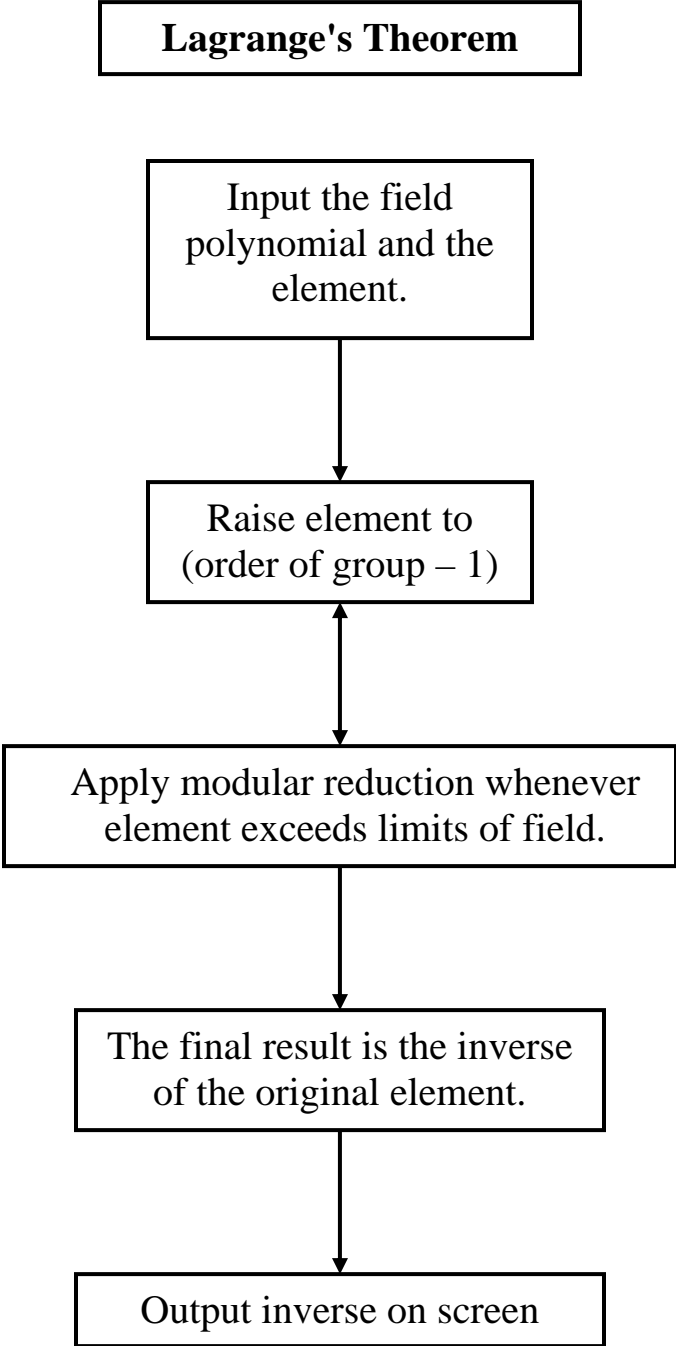 Lagrange's Theorem
Input the field
polynomial and the
element.
Raise element to
(order of group – 1)
Apply modular reduction whenever
element exceeds limits of field.
The final result is the inverse
of the original element.
Output inverse on screen